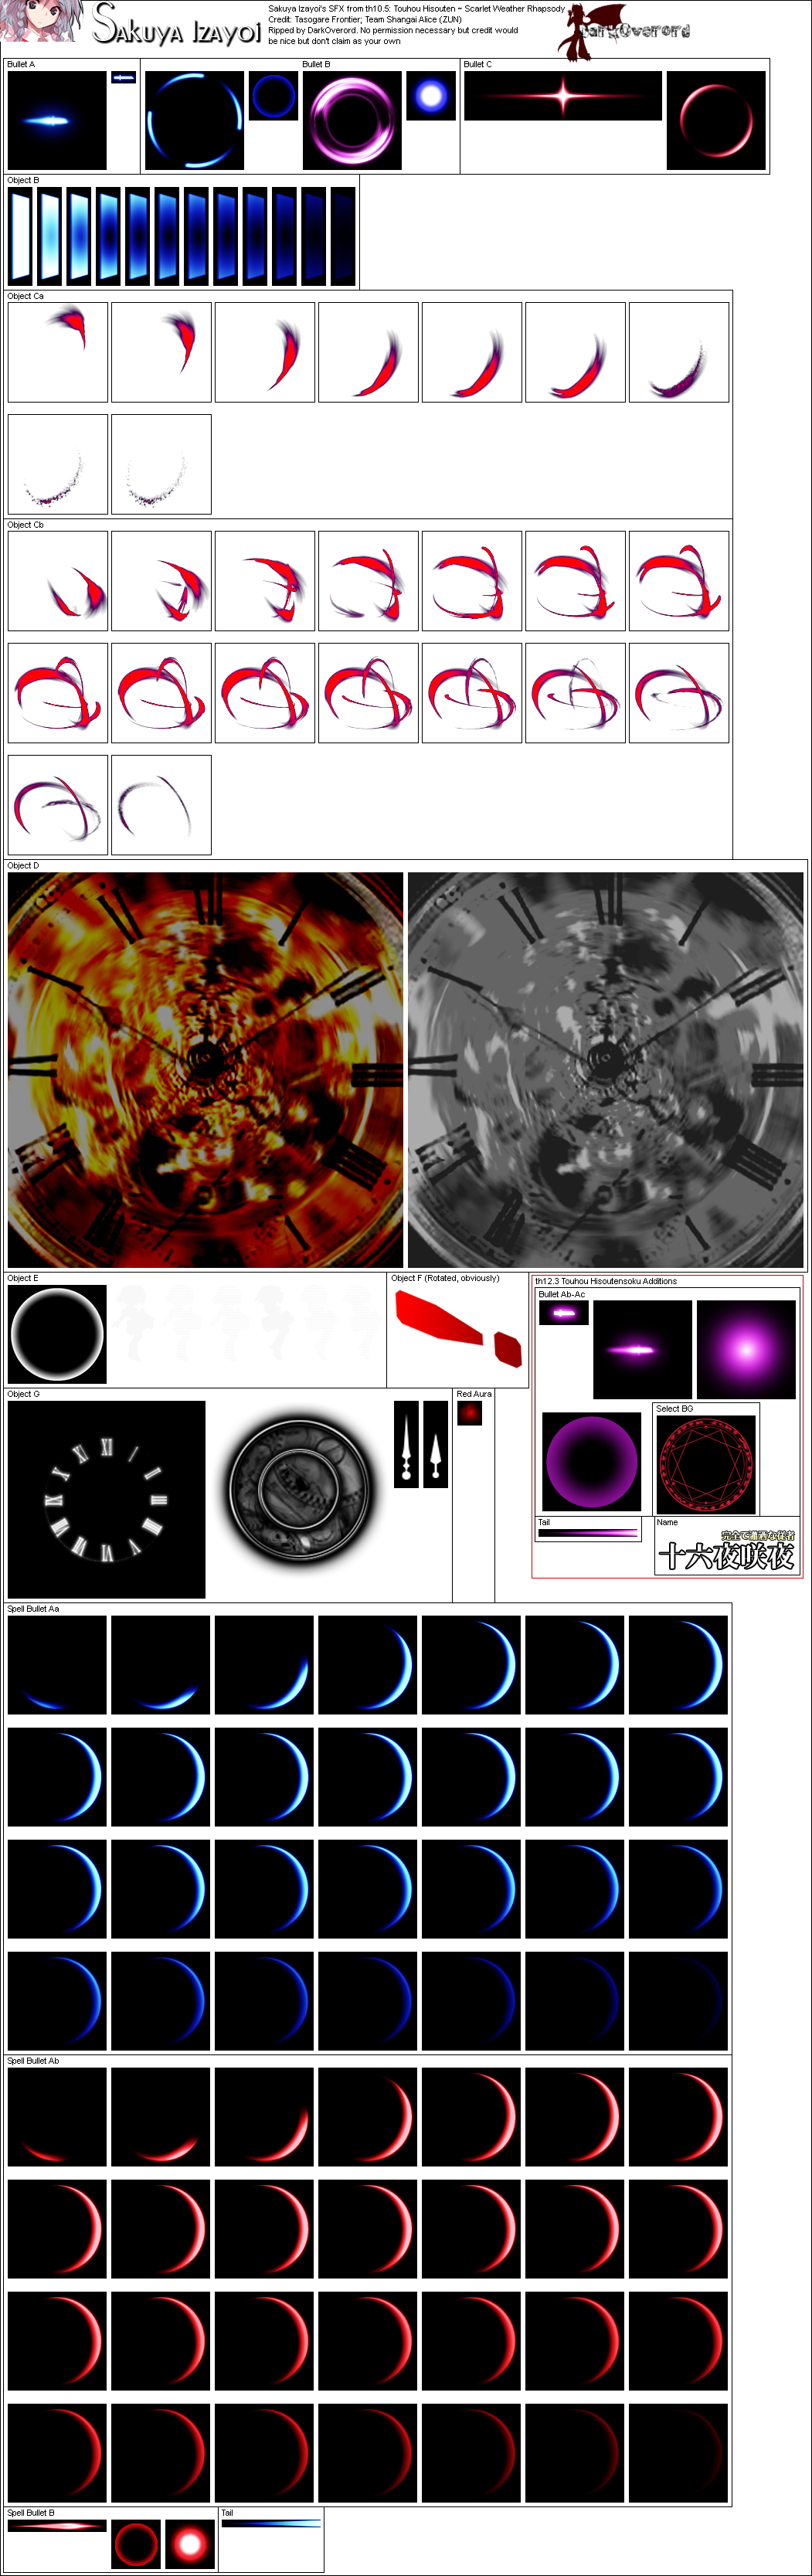 Sakuya Izayoi
Sakuya Izayoi's SFX from th10.5: Touhou Hisouten - Scarlet Weather Rhapsody
Credit: Tasogare Frontier; Team Shangai Alice (ZUN)
Ripped by DarkOverord. No permission necessary but credit would
be nice but don't claim as your own
DarkOverord
Bullet A
Bullet B
Bullet C
Object B
Object Ca
Object Cb
Object D
Object E
Object F (Rotated, obviously)
th12.3 Touhou Hisoutensoku Additions
Bullet Ab-Ac
Object G
Red Aura
Select BG
Tail
Name
完全で瀟洒な従者
十六夜咲夜
Spell Bullet Aa
Spell Bullet Ab
Spell Bullet B
Tail